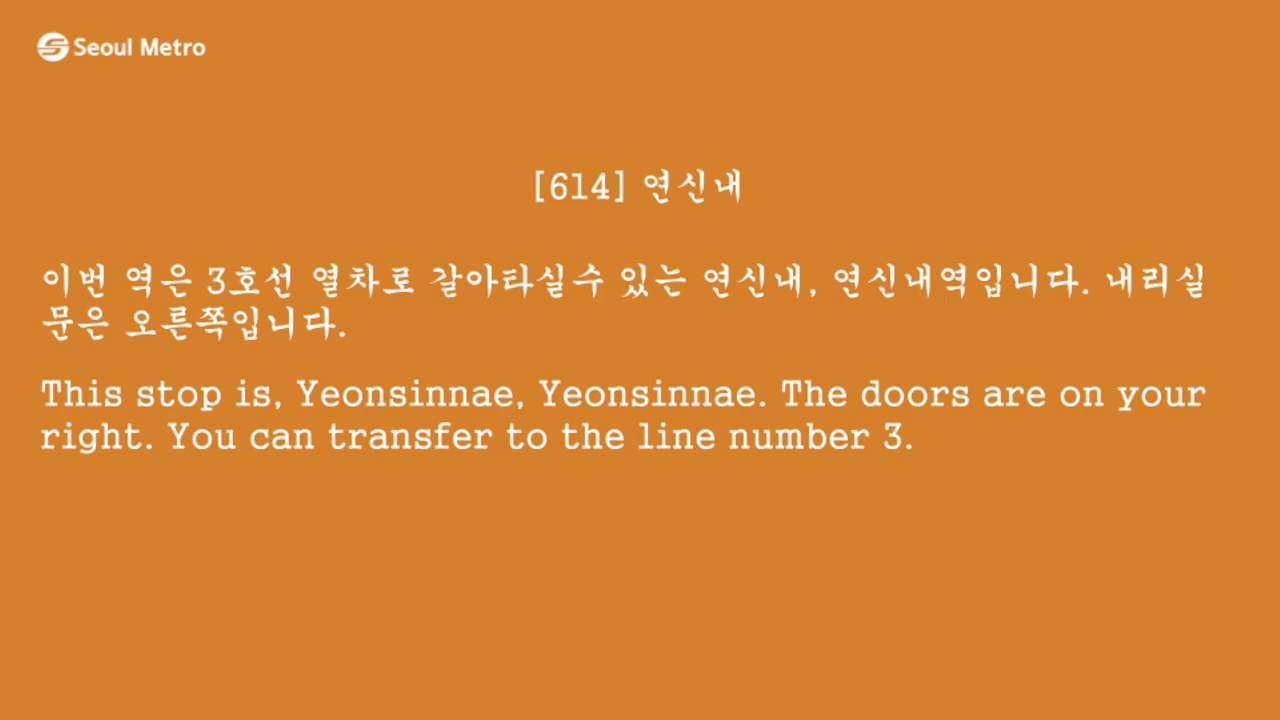 Seoul Metro
[614] 연신내
이번 역은 3호선 열차로 갈아타실수 있는 연신내, 연신내역입니다. 내리실
문은 오른쪽입니다.
This stop is, Yeonsinnae, Yeonsinnae. The doors are on your
right. You can transfer to the line number 3.